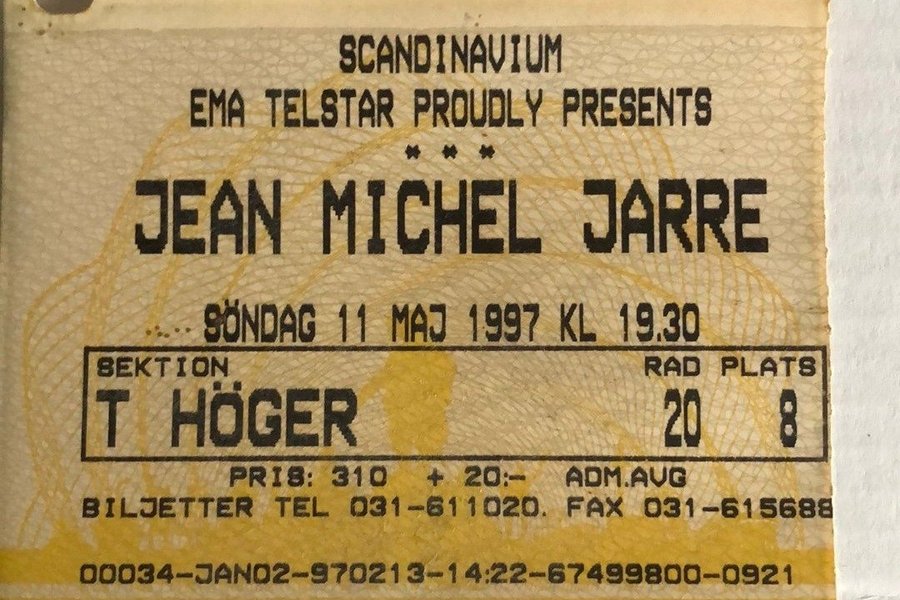 SCANDINAVIUM
EMA TELSTAR PROUDLY PRESENTS
* * *
JEAN MICHEL JARRE
SÖNDAG 11 MAJ 1997 KL 19.30
SEKTION RAD PLATS
T HÖGER 20 8
PRIS: 310 + 20:- ADM.AVG
BILJETTER TEL 031-611020. FAX 031-615688
00034-JAN02-970213-14:22-67499800-0921